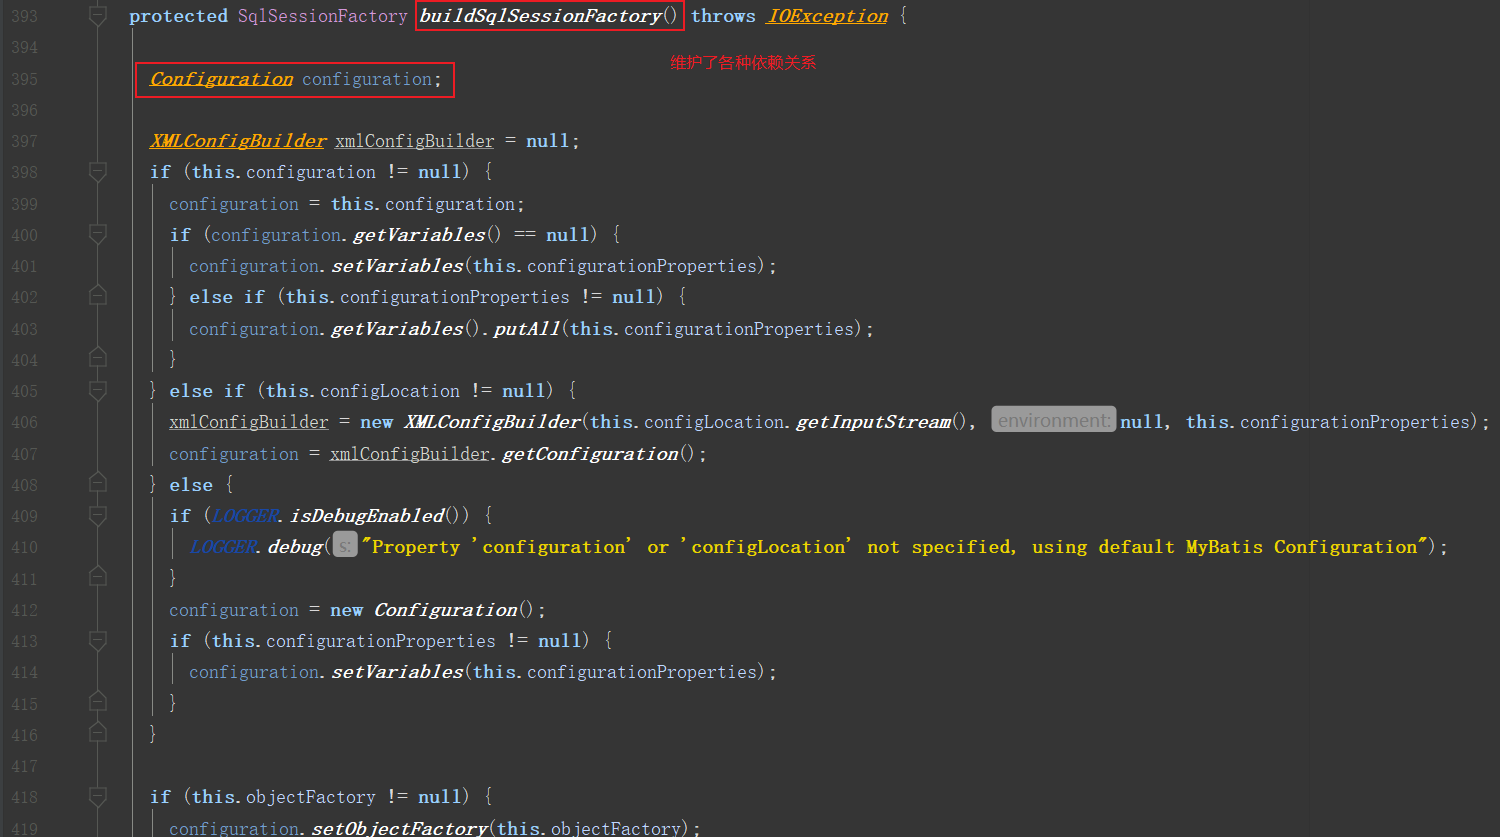 393 protected SqlSessionFactory buildSqlSessionFactory() throws IOException {
394
维护了各种依赖关系
395 Configuration configuration;
396
397 XMLConfigBuilder xmlConfigBuilder = null;
398 if (this.configuration != null) {
399 configuration = this.configuration;
400 if (configuration.getVariables() == null) {
401 configuration.setVariables(this.configurationProperties);
402 } else if (this.configurationProperties != null) {
403 configuration.getVariables().putAll(this.configurationProperties);
404 }
405 } else if (this.configLocation != null) {
406 xmlConfigBuilder = new XMLConfigBuilder(this.configLocation.getInputStream(), environment: null, this.configurationProperties);
407 configuration = xmlConfigBuilder.getConfiguration();
408 } else {
409 if (LOGGER.isDebugEnabled()) {
410 LOGGER.debug( s: "Property 'configuration' or 'configLocation' not specified, using default MyBatis Configuration");
411 }
412 configuration = new Configuration();
413 if (this.configurationProperties != null) {
414 configuration.setVariables(this.configurationProperties);
415 }
416 }
417
418 if (this.objectFactory != null) {
419 configuration.setObjectFactory(this.objectFactory);